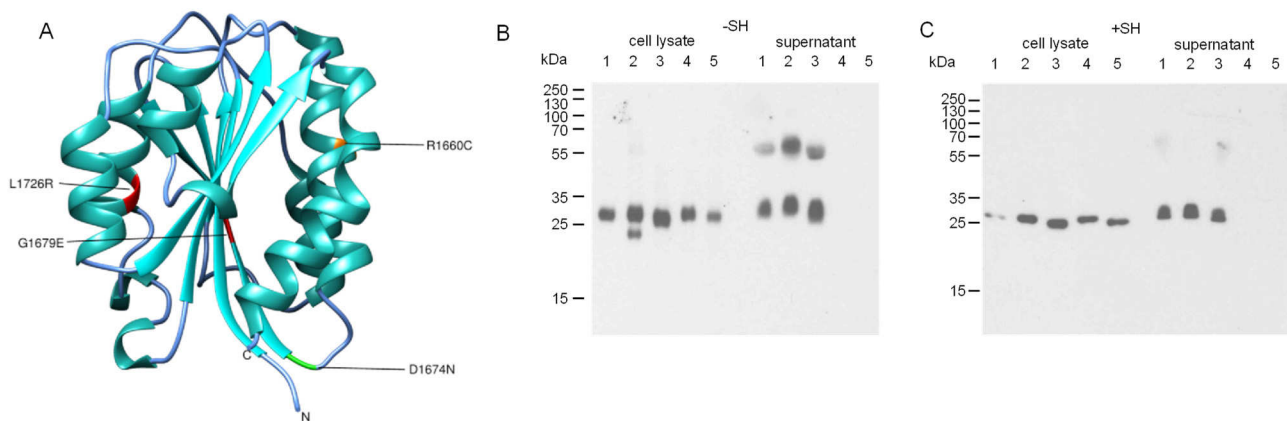 A
R1660C
L1726R
G1679E
D1674N
C
N
B
-SH
cell lysate
supernatant
kDa
1 2 3 4 5 1 2 3 4 5
250
130
100
70
55
35
25
15
C
+SH
cell lysate
supernatant
kDa
1 2 3 4 5 1 2 3 4 5
250
130
100
70
55
35
25
15